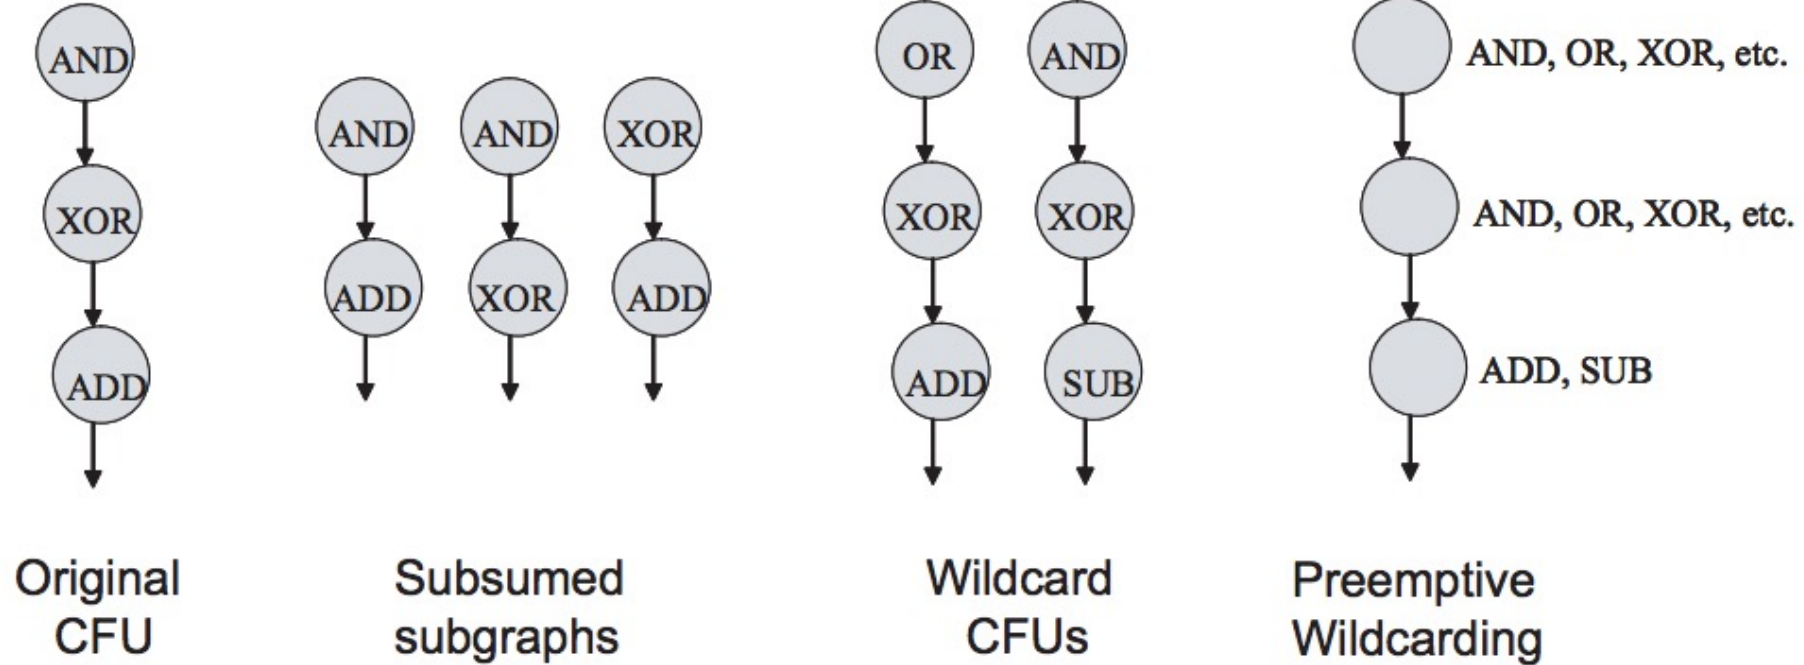 AND
XOR
ADD
Original
CFU
AND
ADD
AND
XOR
XOR
ADD
Subsumed
subgraphs
OR
XOR
ADD
AND
XOR
SUB
Wildcard
CFUs
AND, OR, XOR, etc.
AND, OR, XOR, etc.
ADD, SUB
Preemptive
Wildcarding